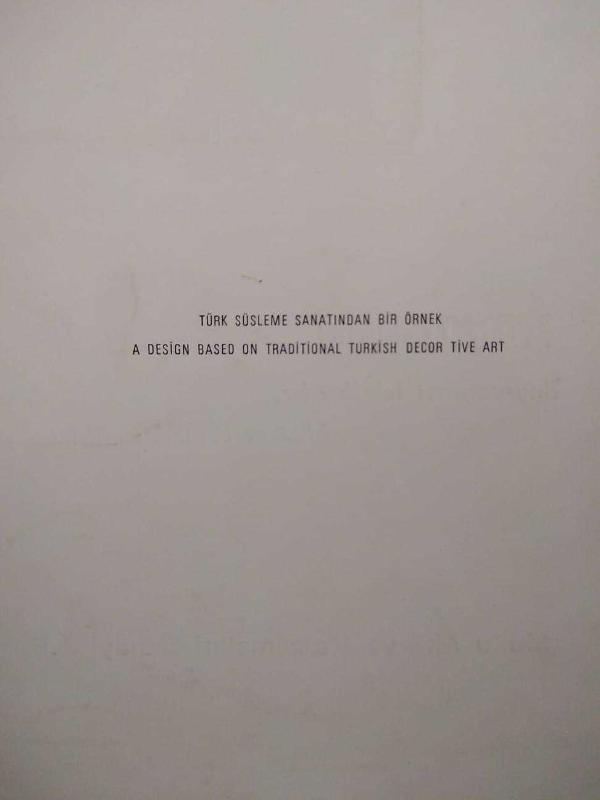 TÜRK SÜSLEME SANATINDAN BİR ÖRNEK
A DESİGN BASED ON TRADİTİONAL TURKİSH DECOR TİVE ART